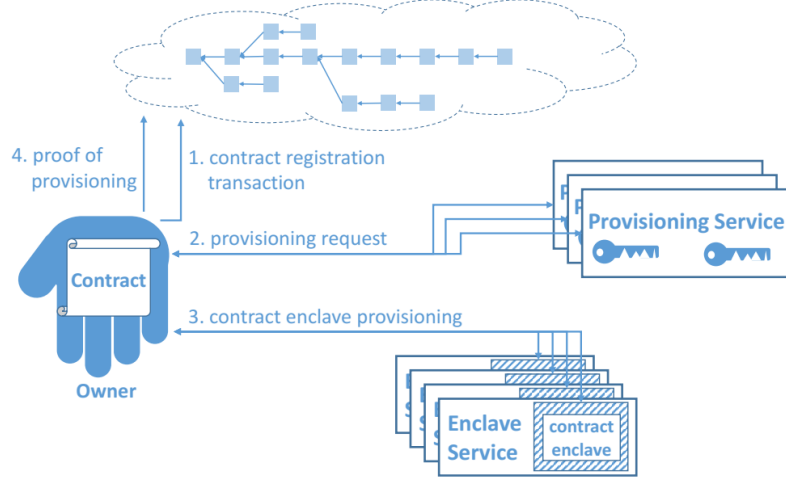 4. proof of
provisioning
1. contract registration
transaction
2. provisioning request
P
P
Provisioning Service
Contract
3. contract enclave provisioning
Owner
E
S
E
S
E
S
Enclave
Service
contract
enclave